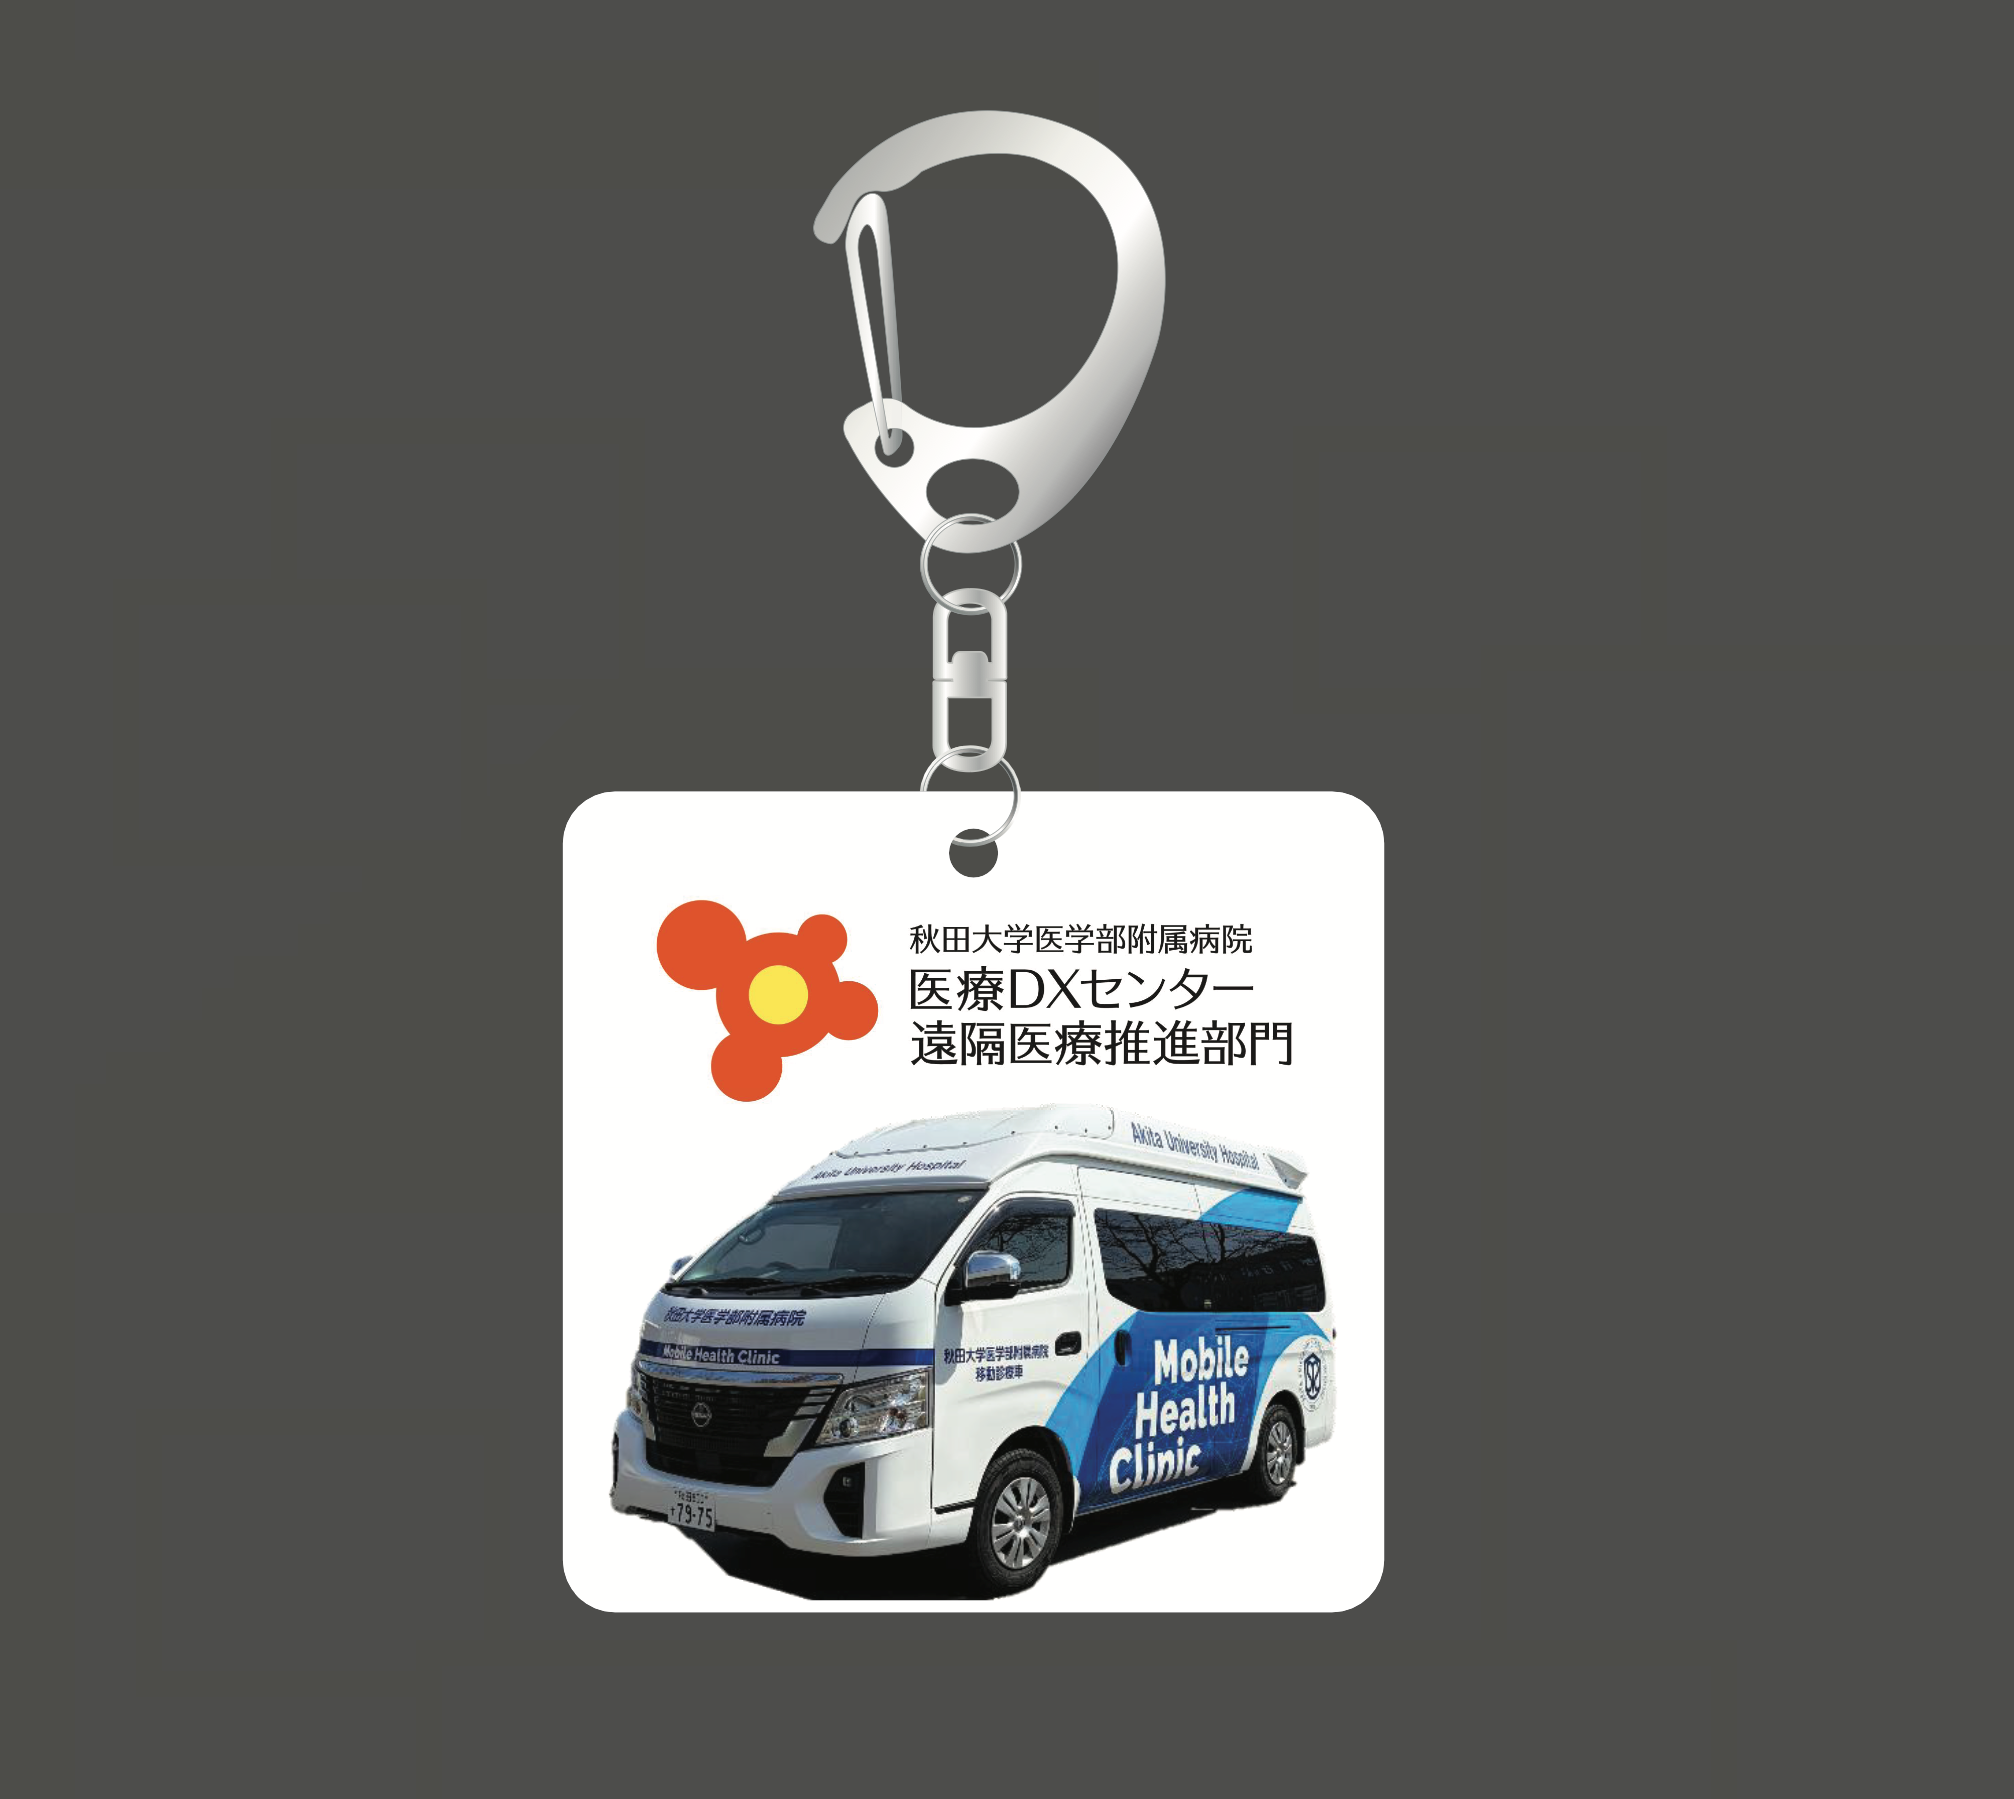 秋田大学医学部附属病院
医療DXセンター
遠隔医療推進部門
Akita University Hospital
Akita University Hospital
秋田大学医学部附属病院
Mobile Health Clinic
秋田大学医学部附属病院
移動診療車
Mobile
Health
Clinic
79-75